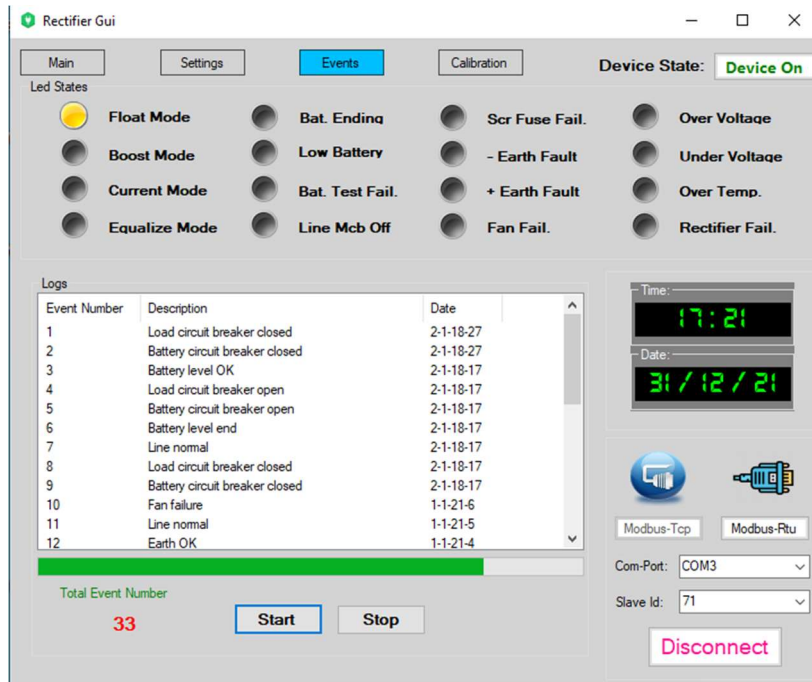 Rectifier Gui
Main Settings Events Calibration Device State: Device On
Led States
Float Mode Bat. Ending Scr Fuse Fail. Over Voltage
Boost Mode Low Battery - Earth Fault Under Voltage
Current Mode Bat. Test Fail. + Earth Fault Over Temp.
Equalize Mode Line Mcb Off Fan Fail. Rectifier Fail.
Logs
Event Number Description Date
1 Load circuit breaker closed 2-1-18-27
2 Battery circuit breaker closed 2-1-18-27
3 Battery level OK 2-1-18-17
4 Load circuit breaker open 2-1-18-17
5 Battery circuit breaker open 2-1-18-17
6 Battery level end 2-1-18-17
7 Line normal 2-1-18-17
8 Load circuit breaker closed 2-1-18-17
9 Battery circuit breaker closed 2-1-18-17
10 Fan failure 1-1-21-6
11 Line normal 1-1-21-5
12 Earth OK 1-1-21-4
Total Event Number
33
Start Stop
Time:
17:21
Date:
31/12/21
Modbus-Tcp Modbus-Rtu
Com-Port: COM3
Slave Id: 71
Disconnect